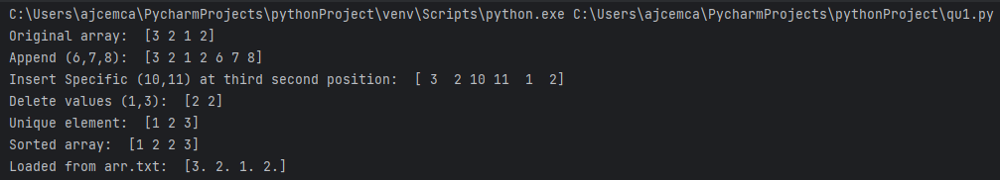 C:\Users\ajcemca\PycharmProjects\pythonProject\venv\Scripts\python.exe C:\Users\ajcemca\PycharmProjects\pythonProject\qu1.py
Original array:  [3 2 1 2]
Append (6,7,8):  [3 2 1 2 6 7 8]
Insert Specific (10,11) at third second position:  [ 3  2 10 11  1  2]
Delete values (1,3):  [2 2]
Unique element:  [1 2 3]
Sorted array:  [1 2 2 3]
Loaded from arr.txt:  [3. 2. 1. 2.]